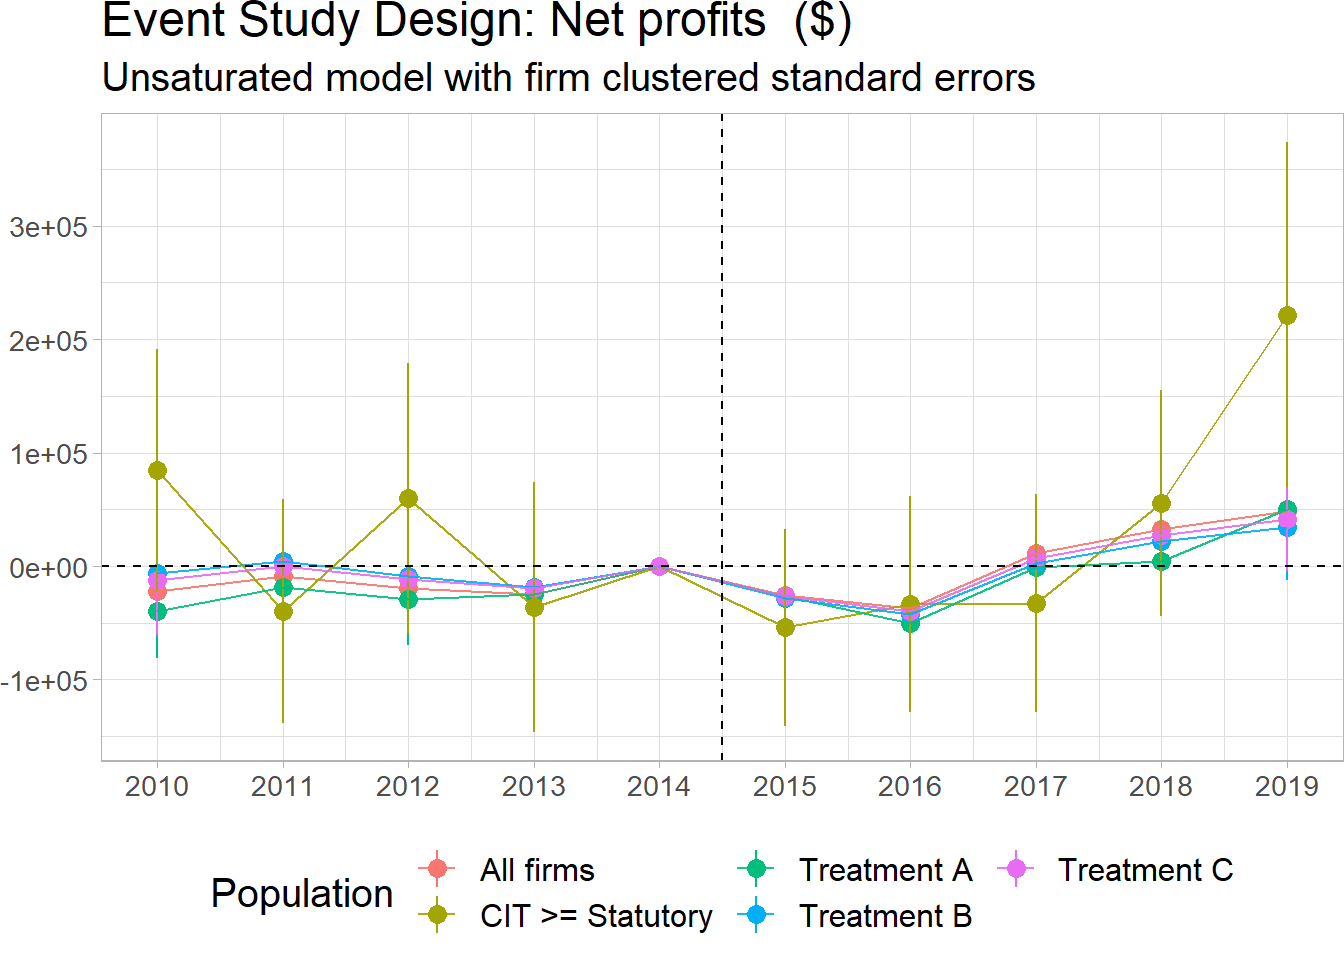 Event Study Design: Net profits  ($)
Unsaturated model with firm clustered standard errors
3e+05
2e+05
1e+05
0e+00
-1e+05
2010 2011 2012 2013 2014 2015 2016 2017 2018 2019
Population
All firms Treatment A Treatment C
CIT >= Statutory Treatment B